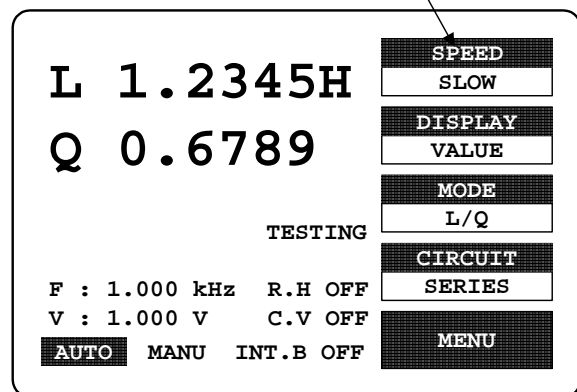 L 1.2345H
Q 0.6789
TESTING
F : 1.000 kHz R.H OFF
V : 1.000 V C.V OFF
AUTO MANU INT.B OFF
SPEED
SLOW
DISPLAY
VALUE
MODE
L/Q
CIRCUIT
SERIES
MENU